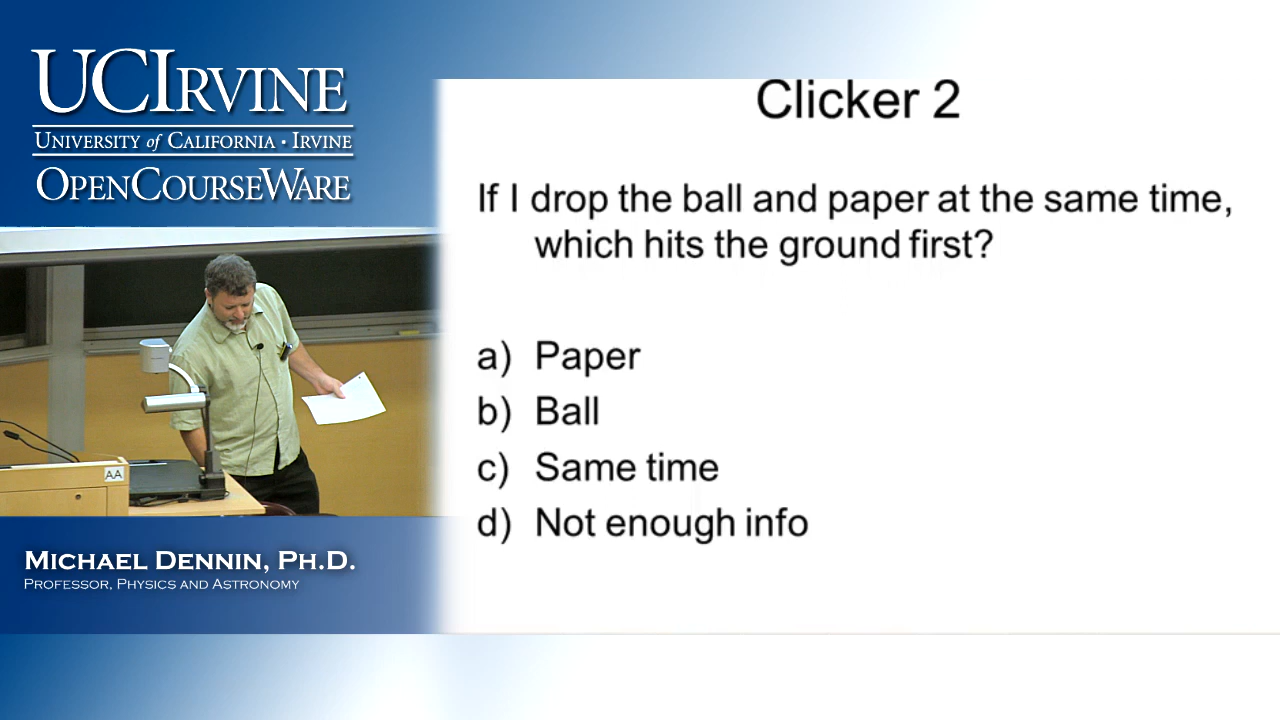 UCIRVINE
UNIVERSITY of CALIFORNIA · IRVINE
OPENCOURSEWARE
AA
MICHAEL DENNIN, PH.D.
PROFESSOR, PHYSICS AND ASTRONOMY
Clicker 2
If I drop the ball and paper at the same time,
which hits the ground first?
a) Paper
b) Ball
c) Same time
d) Not enough info